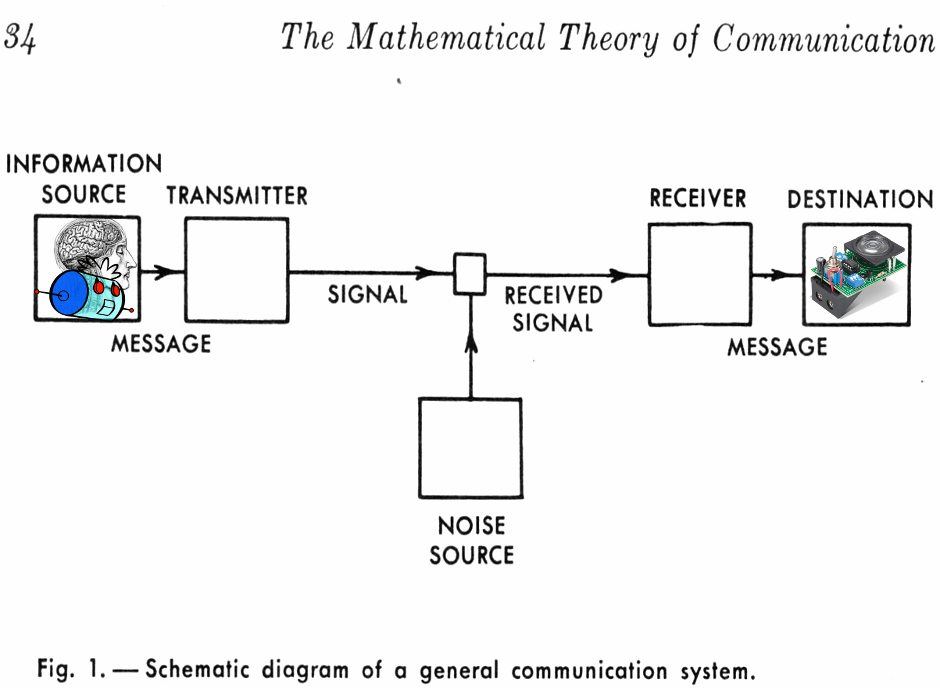 34 The Mathematical Theory of Communication
INFORMATION
SOURCE TRANSMITTER RECEIVER DESTINATION
SIGNAL RECEIVED
SIGNAL
MESSAGE MESSAGE
NOISE
SOURCE
Fig. 1. — Schematic diagram of a general communication system.